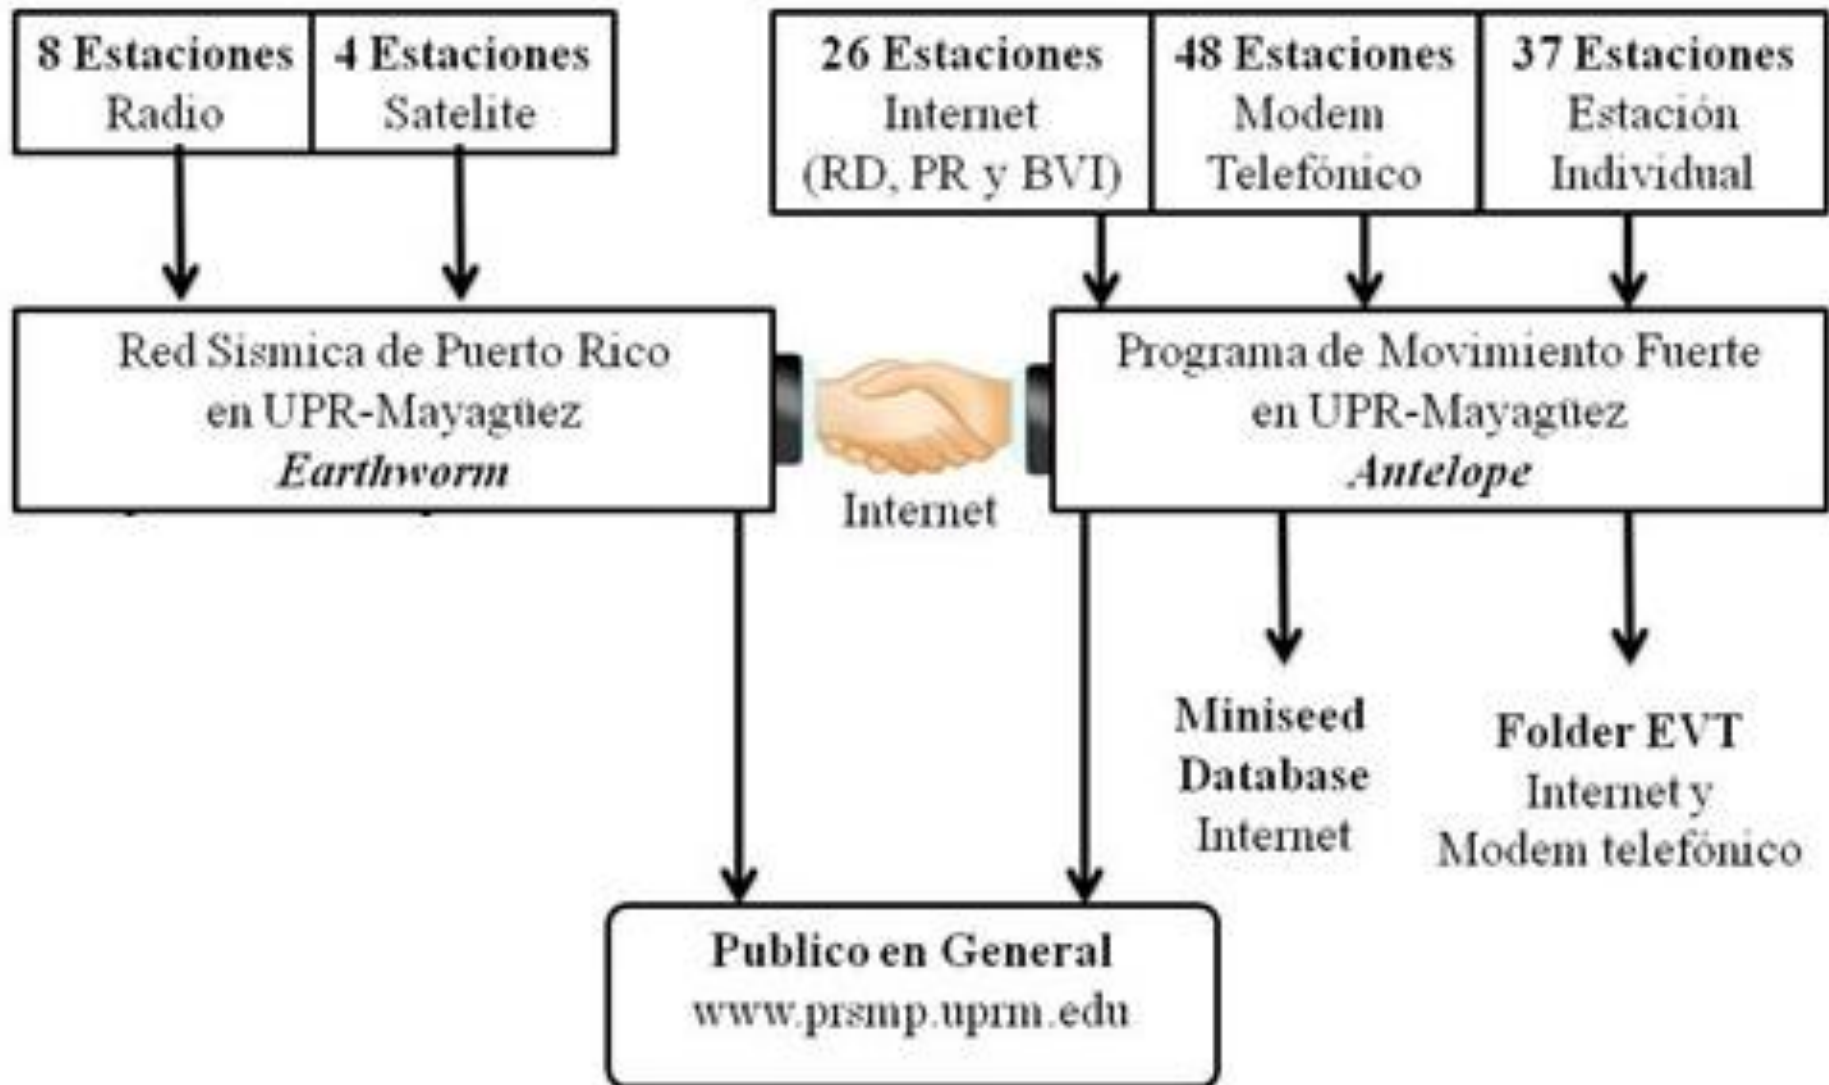 8 Estaciones
Radio
4 Estaciones
Satelite
26 Estaciones
Internet
(RD, PR y BVI)
48 Estaciones
Modem
Telefónico
37 Estaciones
Estación
Individual
Red Sísmica de Puerto Rico
en UPR-Mayagüez
Earthworm
Internet
Programa de Movimiento Fuerte
en UPR-Mayagüez
Antelope
Miniseed
Database
Internet
Folder EVT
Internet y
Modem telefónico
Publico en General
www.prsmp.uprm.edu